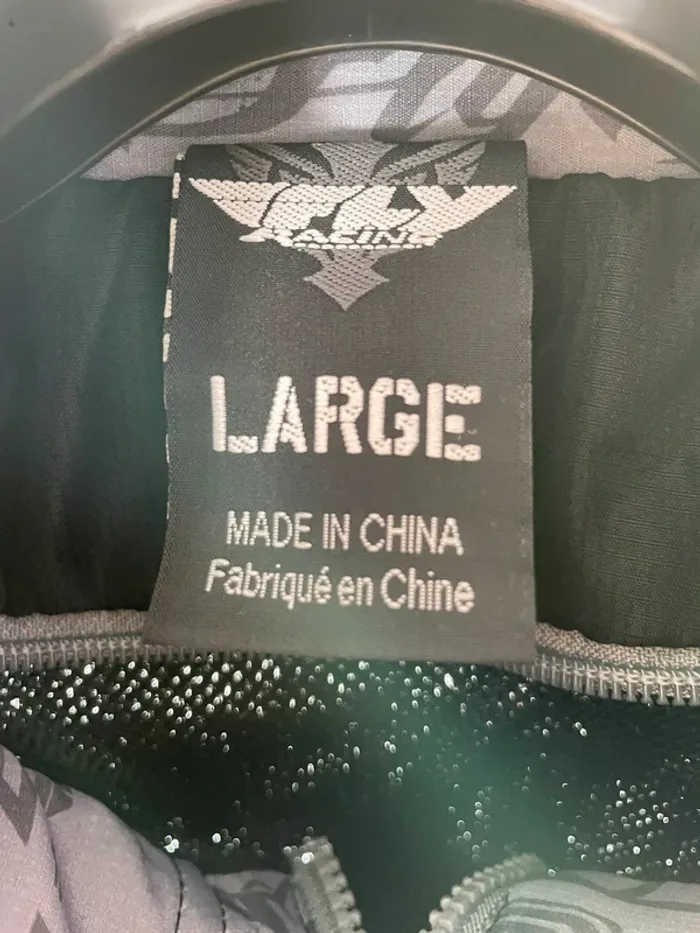 FLY
RACING
LARGE
MADE IN CHINA
Fabriqué en Chine